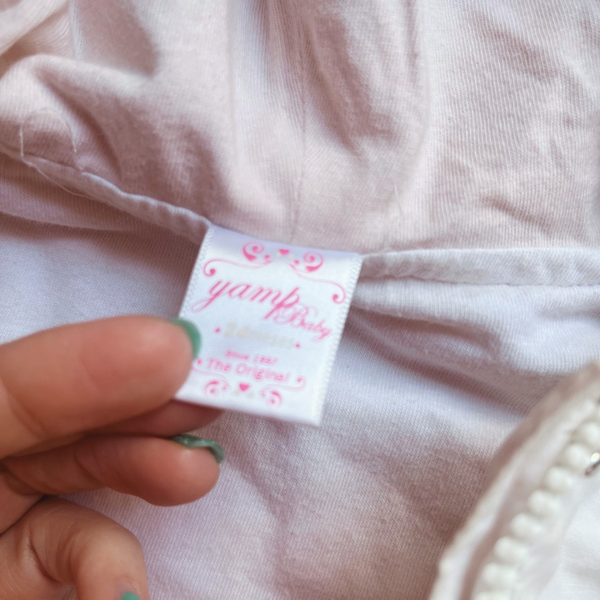 yamp
Baby
Since 1987
The Original